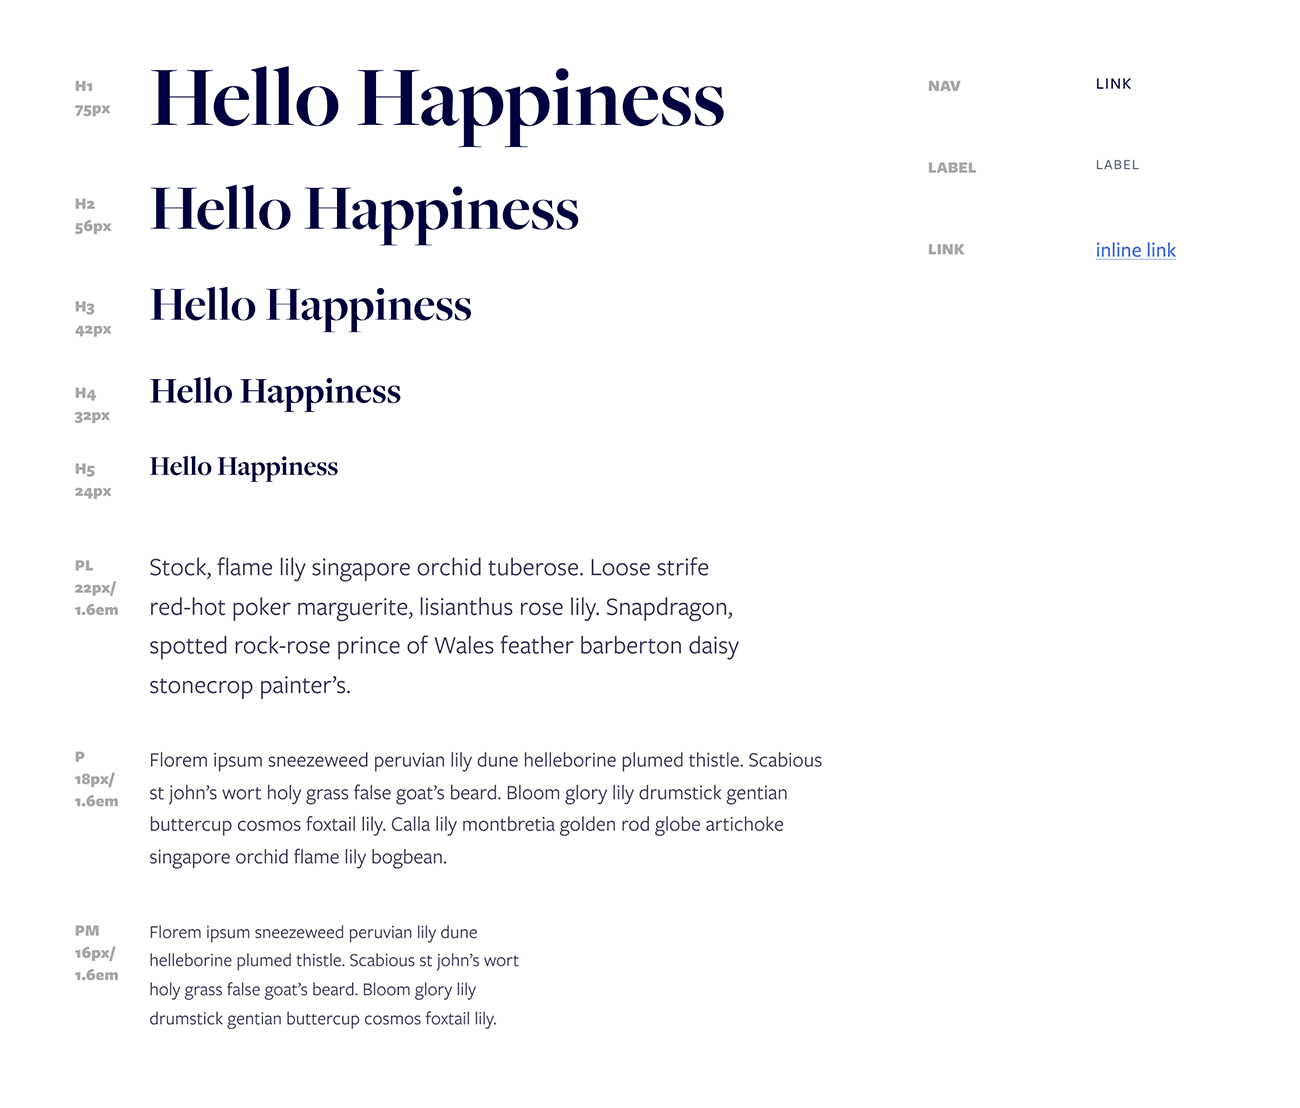 H1
75px
Hello Happiness
H2
56px
Hello Happiness
H3
42px
Hello Happiness
H4
32px
Hello Happiness
H5
24px
Hello Happiness
PL
22px/
1.6em
Stock, flame lily singapore orchid tuberose. Loose strife
red-hot poker marguerite, lisianthus rose lily. Snapdragon,
spotted rock-rose prince of Wales feather barberton daisy
stonecrop painter’s.
P
18px/
1.6em
Florem ipsum sneezeweed peruvian lily dune helleborine plumed thistle. Scabious
st john’s wort holy grass false goat’s beard. Bloom glory lily drumstick gentian
buttercup cosmos foxtail lily. Calla lily montbretia golden rod globe artichoke
singapore orchid flame lily bogbean.
PM
16px/
1.6em
Florem ipsum sneezeweed peruvian lily dune
helleborine plumed thistle. Scabious st john’s wort
holy grass false goat’s beard. Bloom glory lily
drumstick gentian buttercup cosmos foxtail lily.
NAV
LINK
LABEL
LABEL
LINK
inline link